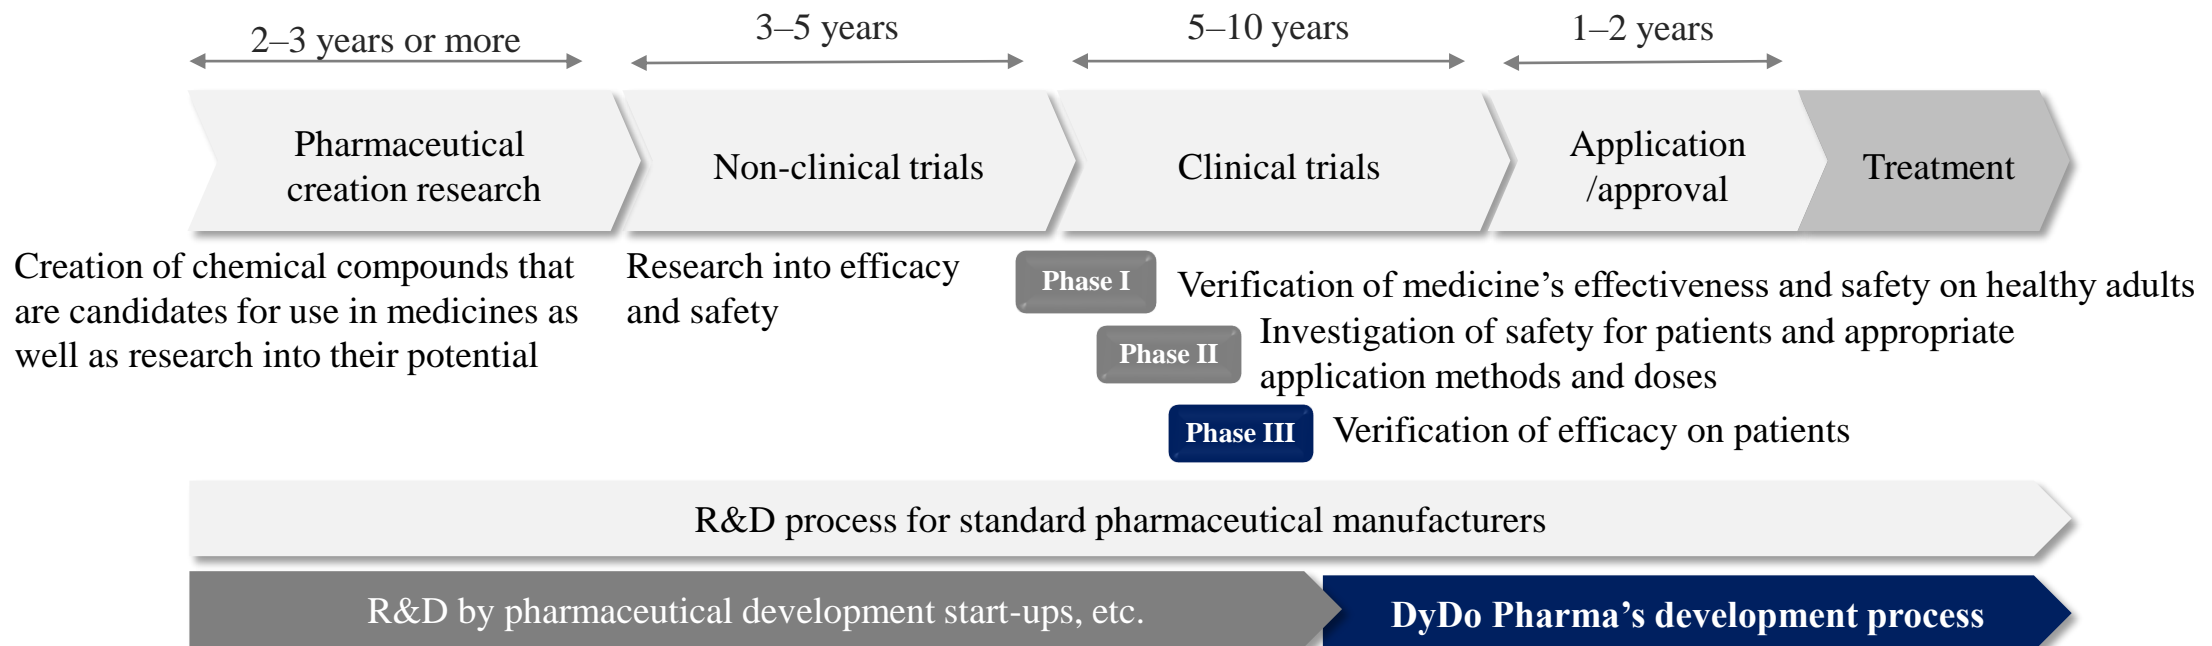 2–3 years or more
3–5 years
5–10 years
1–2 years
Pharmaceutical
creation research
Non-clinical trials
Clinical trials
Application
/approval
Treatment
Creation of chemical compounds that
are candidates for use in medicines as
well as research into their potential
Research into efficacy
and safety
Phase I
Verification of medicine’s effectiveness and safety on healthy adults
Phase II
Investigation of safety for patients and appropriate
application methods and doses
Phase III
Verification of efficacy on patients
R&D process for standard pharmaceutical manufacturers
R&D by pharmaceutical development start-ups, etc.
DyDo Pharma’s development process